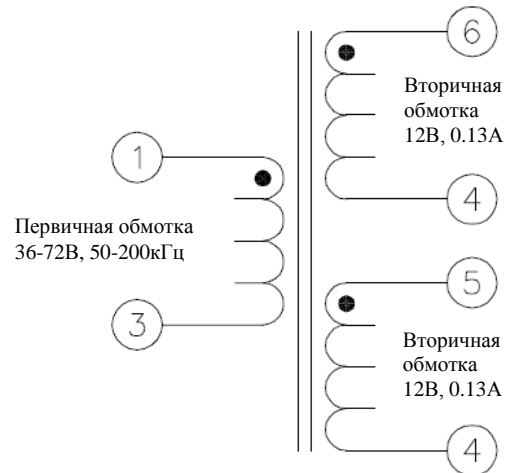 6
Вторичная
обмотка
12В, 0.13А
1
4
Первичная обмотка
36-72В, 50-200кГц
5
3
Вторичная
обмотка
12В, 0.13А
4